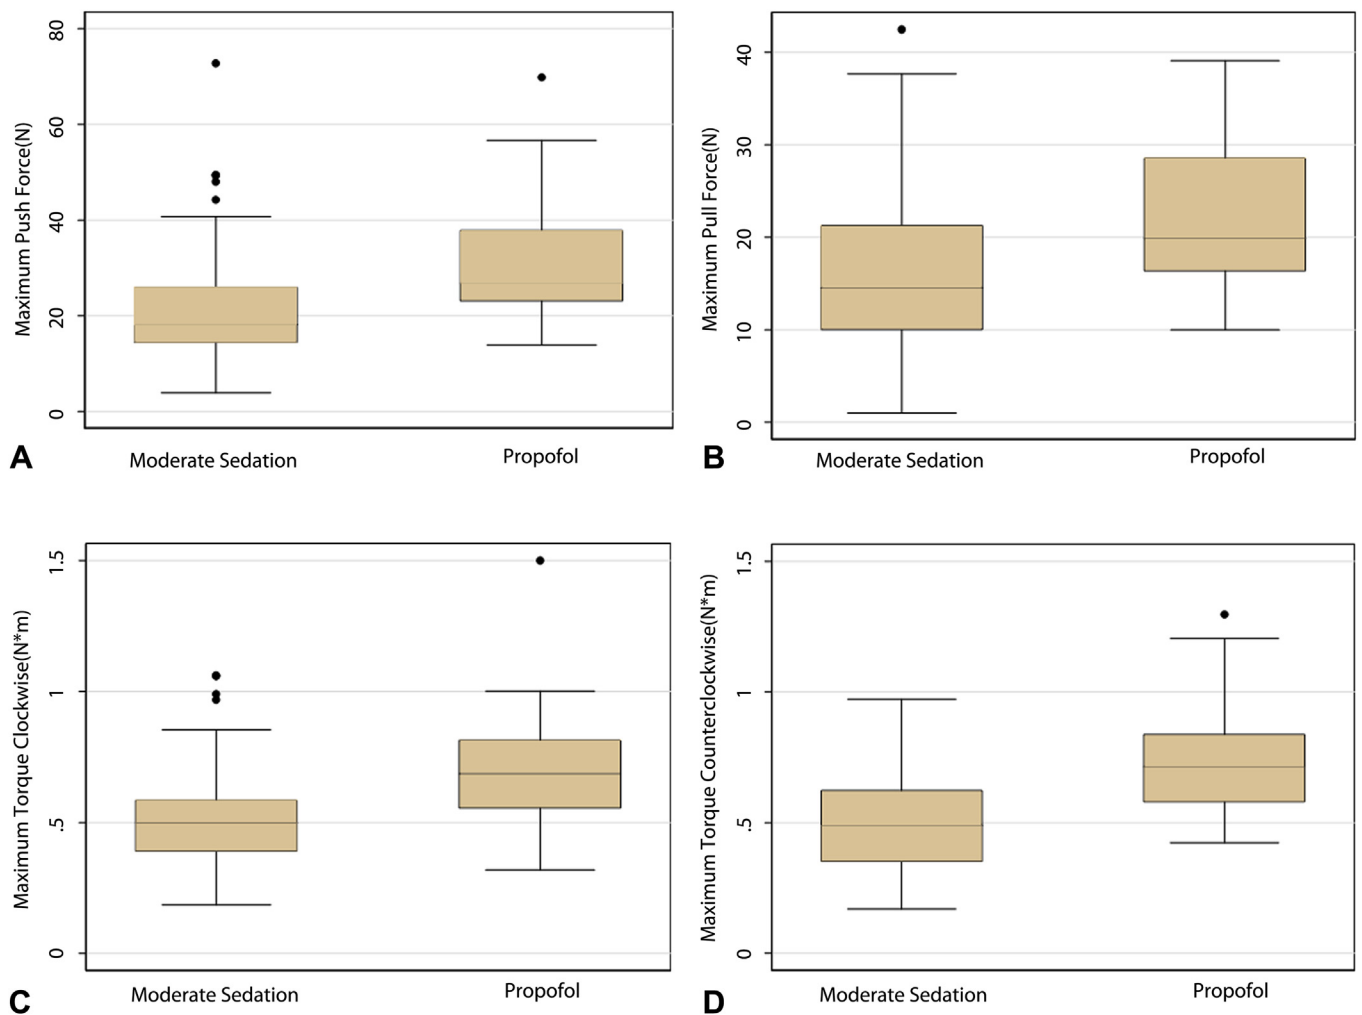 Maximum Push Force(N)
80
60
40
20
0
Moderate Sedation
Propofol
A
Maximum Pull Force(N)
40
30
20
10
0
Moderate Sedation
Propofol
B
Maximum Torque Clockwise(N*m)
1.5
1
.5
0
Moderate Sedation
Propofol
C
Maximum Torque Counterclockwise(N*m)
1.5
1
.5
0
Moderate Sedation
Propofol
D